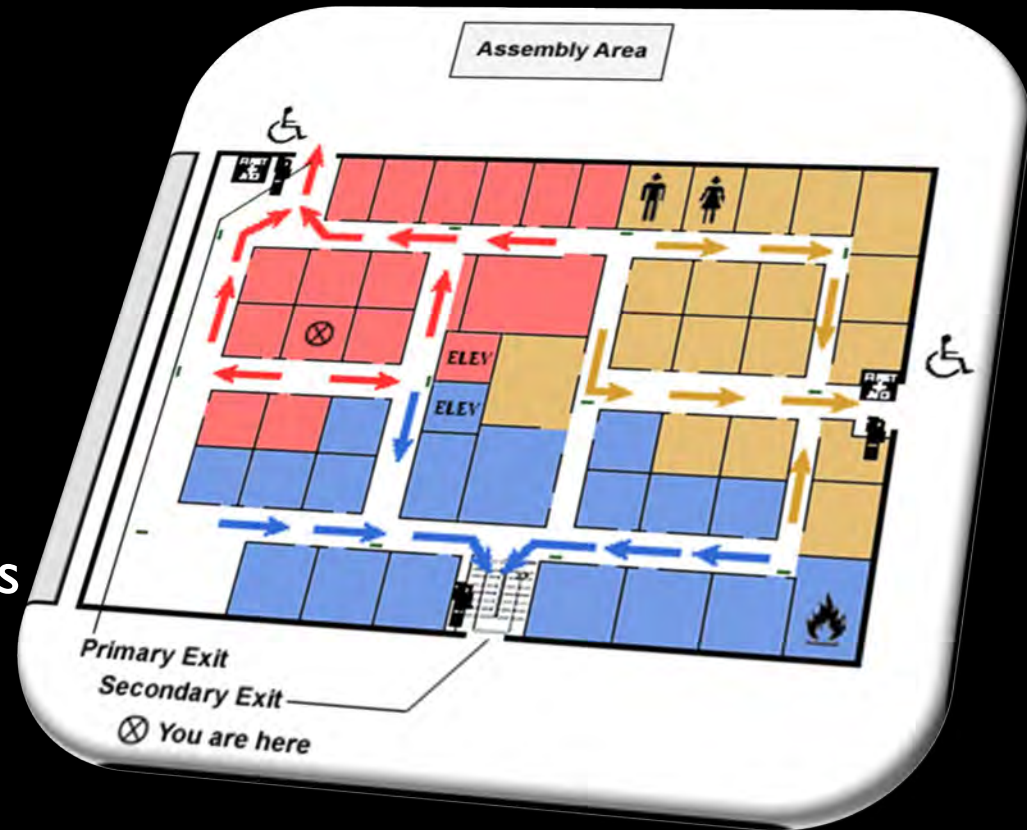 Assembly Area
ELEV
ELEV
s
Primary Exit
Secondary Exit
You are here